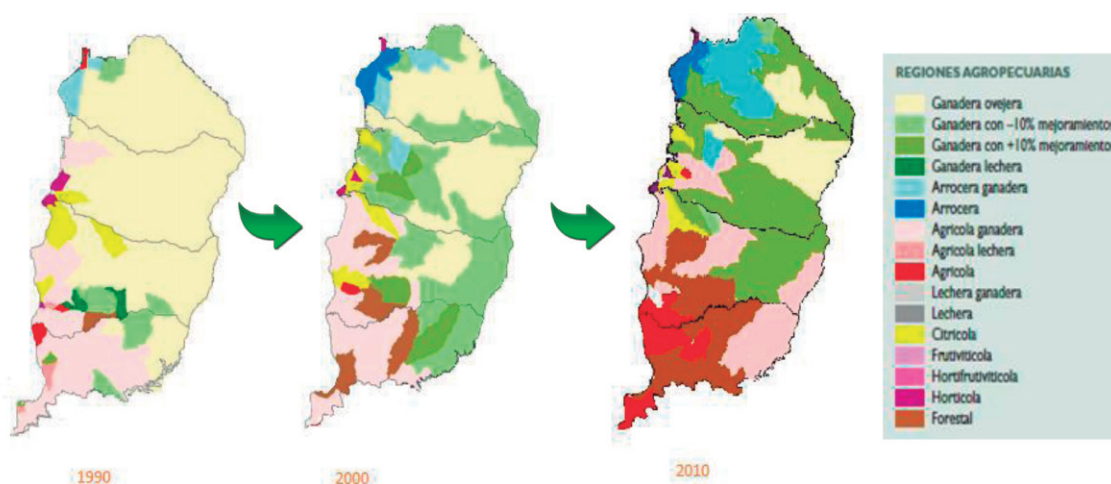 REGIONES AGROPECUARIAS
Ganadera ovejera
Ganadera con –10% mejoramiento
Ganadera con +10% mejoramiento
Ganadera lechera
Arrocera ganadera
Arrocera
Agrícola ganadera
Agrícola lechera
Agrícola
Lechera ganadera
Lechera
Citrícola
Frutivitícola
Hortifrutivitícola
Hortícola
Forestal
1990
2000
2010